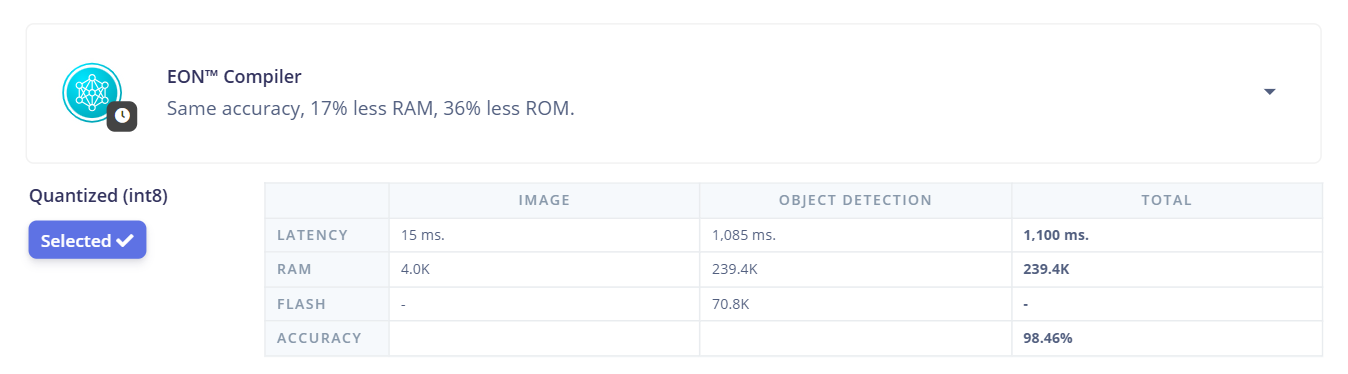 EON™ Compiler
Same accuracy, 17% less RAM, 36% less ROM.
Quantized (int8)
Selected
IMAGE OBJECT DETECTION TOTAL
LATENCY 15 ms. 1,085 ms. 1,100 ms.
RAM 4.0K 239.4K 239.4K
FLASH - 70.8K -
ACCURACY 98.46%